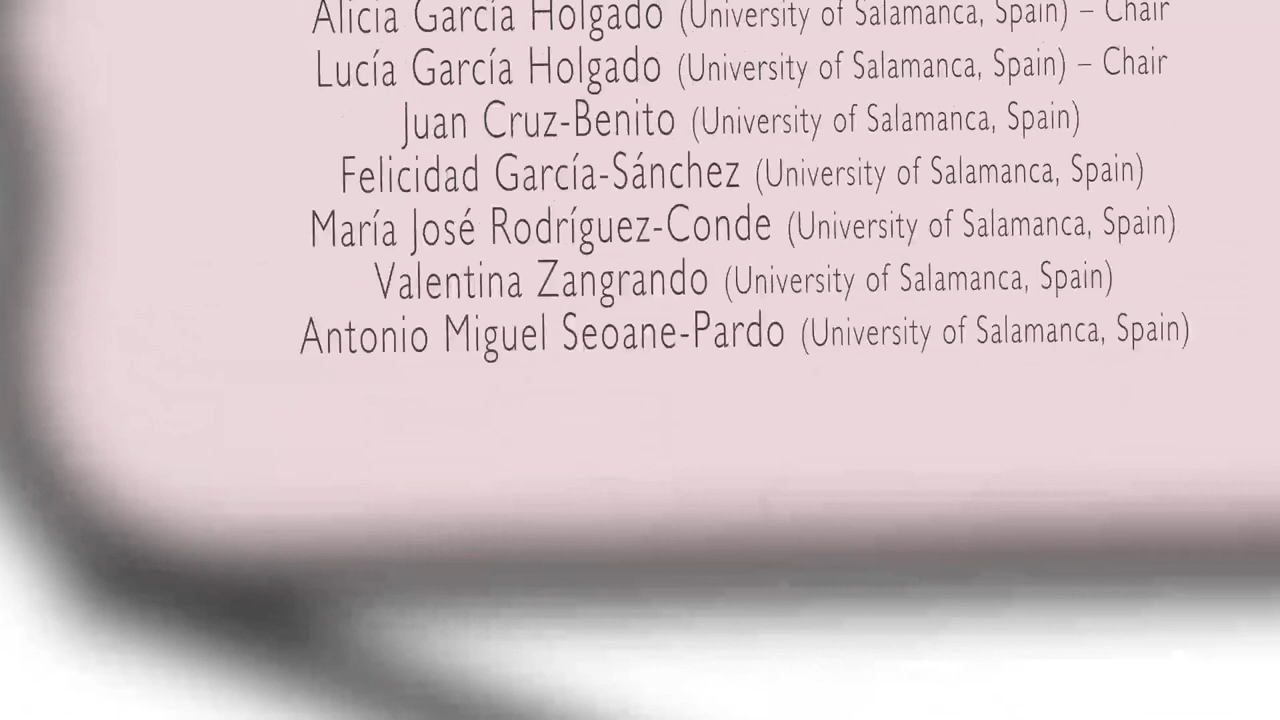 Alicia García Holgado (University of Salamanca, Spain) – Chair
Lucía García Holgado (University of Salamanca, Spain) – Chair
Juan Cruz-Benito (University of Salamanca, Spain)
Felicidad García-Sánchez (University of Salamanca, Spain)
María José Rodríguez-Conde (University of Salamanca, Spain)
Valentina Zangrando (University of Salamanca, Spain)
Antonio Miguel Seoane-Pardo (University of Salamanca, Spain)